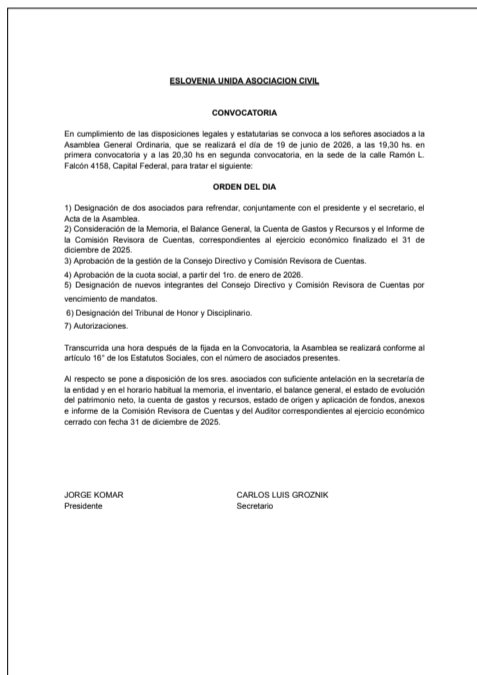 ESLOVENIA UNIDA ASOCIACION CIVIL
CONVOCATORIA
En cumplimiento de las disposiciones legales y estatutarias se convoca a los señores asociados a la
Asamblea General Ordinaria, que se realizará el día de 19 de junio de 2026, a las 19,30 hs. en
primera convocatoria y a las 20,30 hs en segunda convocatoria, en la sede de la calle Ramón L.
Falcón 4158, Capital Federal, para tratar el siguiente:
ORDEN DEL DIA
1) Designación de dos asociados para refrendar, conjuntamente con el presidente y el secretario, el
Acta de la Asamblea.
2) Consideración de la Memoria, el Balance General, la Cuenta de Gastos y Recursos y el Informe de
la Comisión Revisora de Cuentas, correspondientes al ejercicio económico finalizado el 31 de
diciembre de 2025.
3) Aprobación de la gestión de la Consejo Directivo y Comisión Revisora de Cuentas.
4) Aprobación de la cuota social, a partir del 1ro. de enero de 2026.
5) Designación de nuevos integrantes del Consejo Directivo y Comisión Revisora de Cuentas por
vencimiento de mandatos.
6) Designación del Tribunal de Honor y Disciplinario.
7) Autorizaciones.
Transcurrida una hora después de la fijada en la Convocatoria, la Asamblea se realizará conforme al
artículo 16° de los Estatutos Sociales, con el número de asociados presentes.
Al respecto se pone a disposición de los sres. asociados con suficiente antelación en la secretaría de
la entidad y en el horario habitual la memoria, el inventario, el balance general, el estado de evolución
del patrimonio neto, la cuenta de gastos y recursos, estado de origen y aplicación de fondos, anexos
e informe de la Comisión Revisora de Cuentas y del Auditor correspondientes al ejercicio económico
cerrado con fecha 31 de diciembre de 2025.
JORGE KOMAR CARLOS LUIS GROZNIK
Presidente Secretario